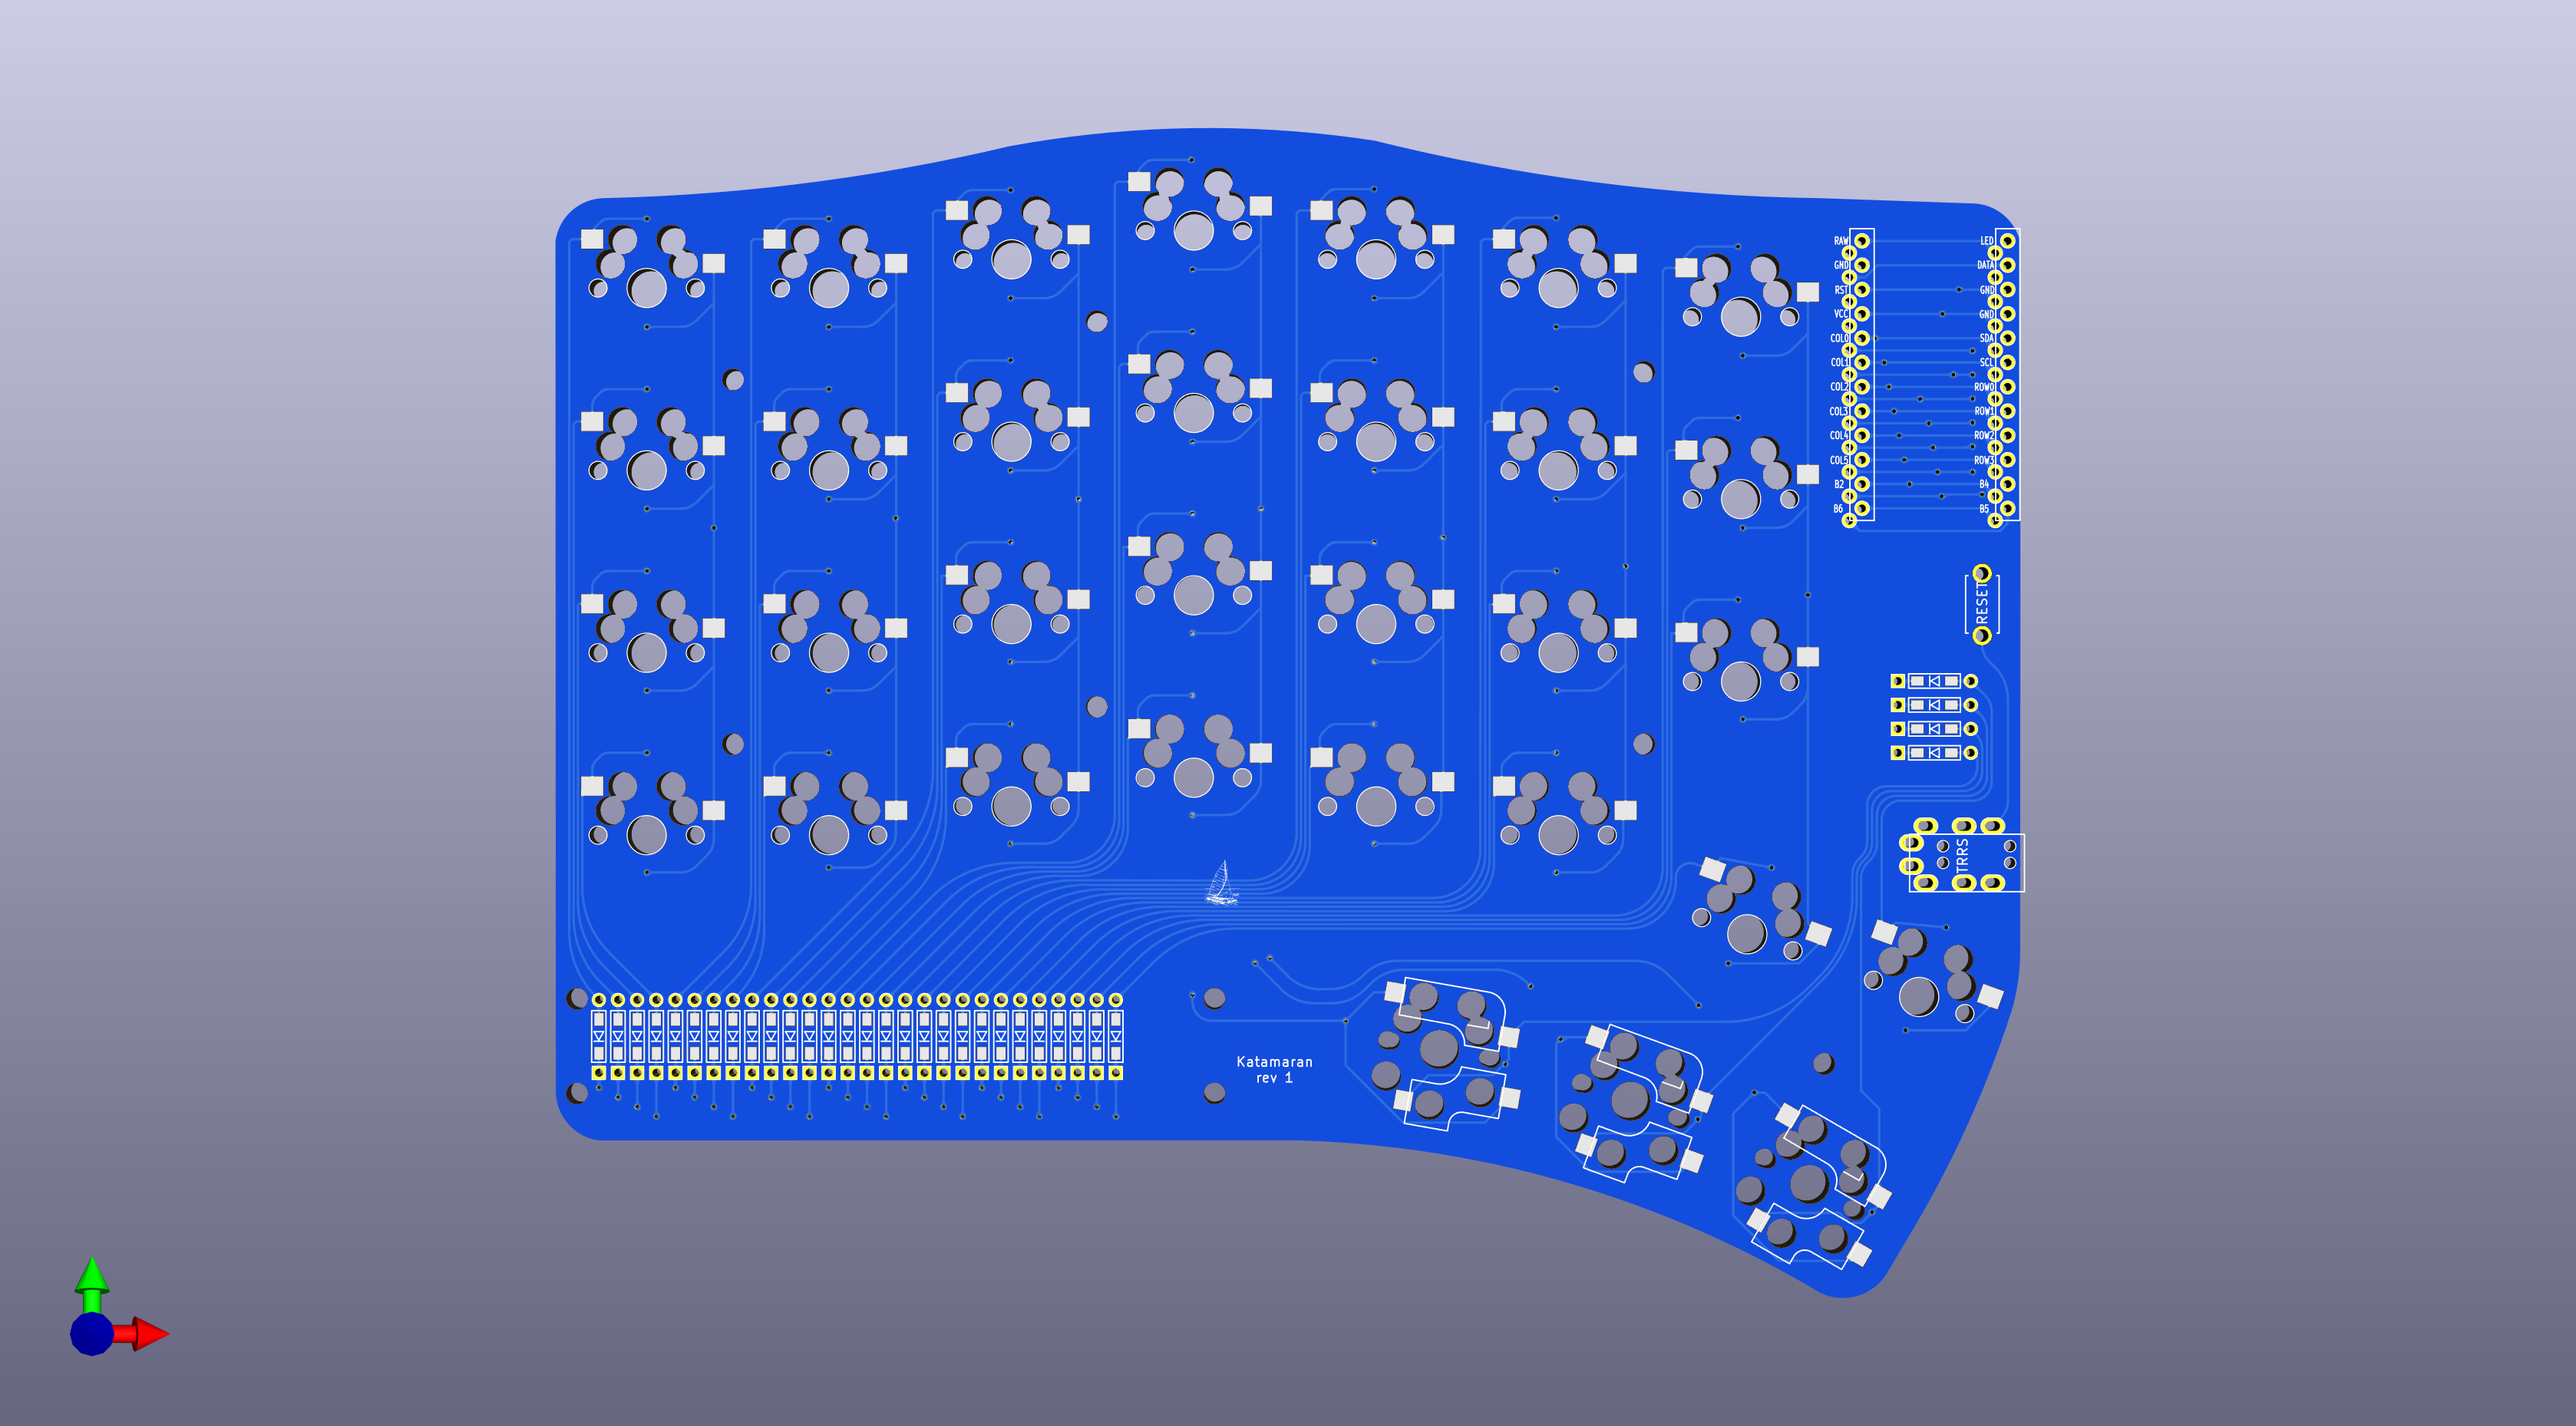 RAW
GND
RST
VCC
COL0
COL1
COL2
COL3
COL4
COL5
B2
B6
LED
DATA
GND
GND
SDA
SCL
ROW0
ROW1
ROW2
ROW3
B4
B5
RESET
TRRS
Katamaran
rev 1